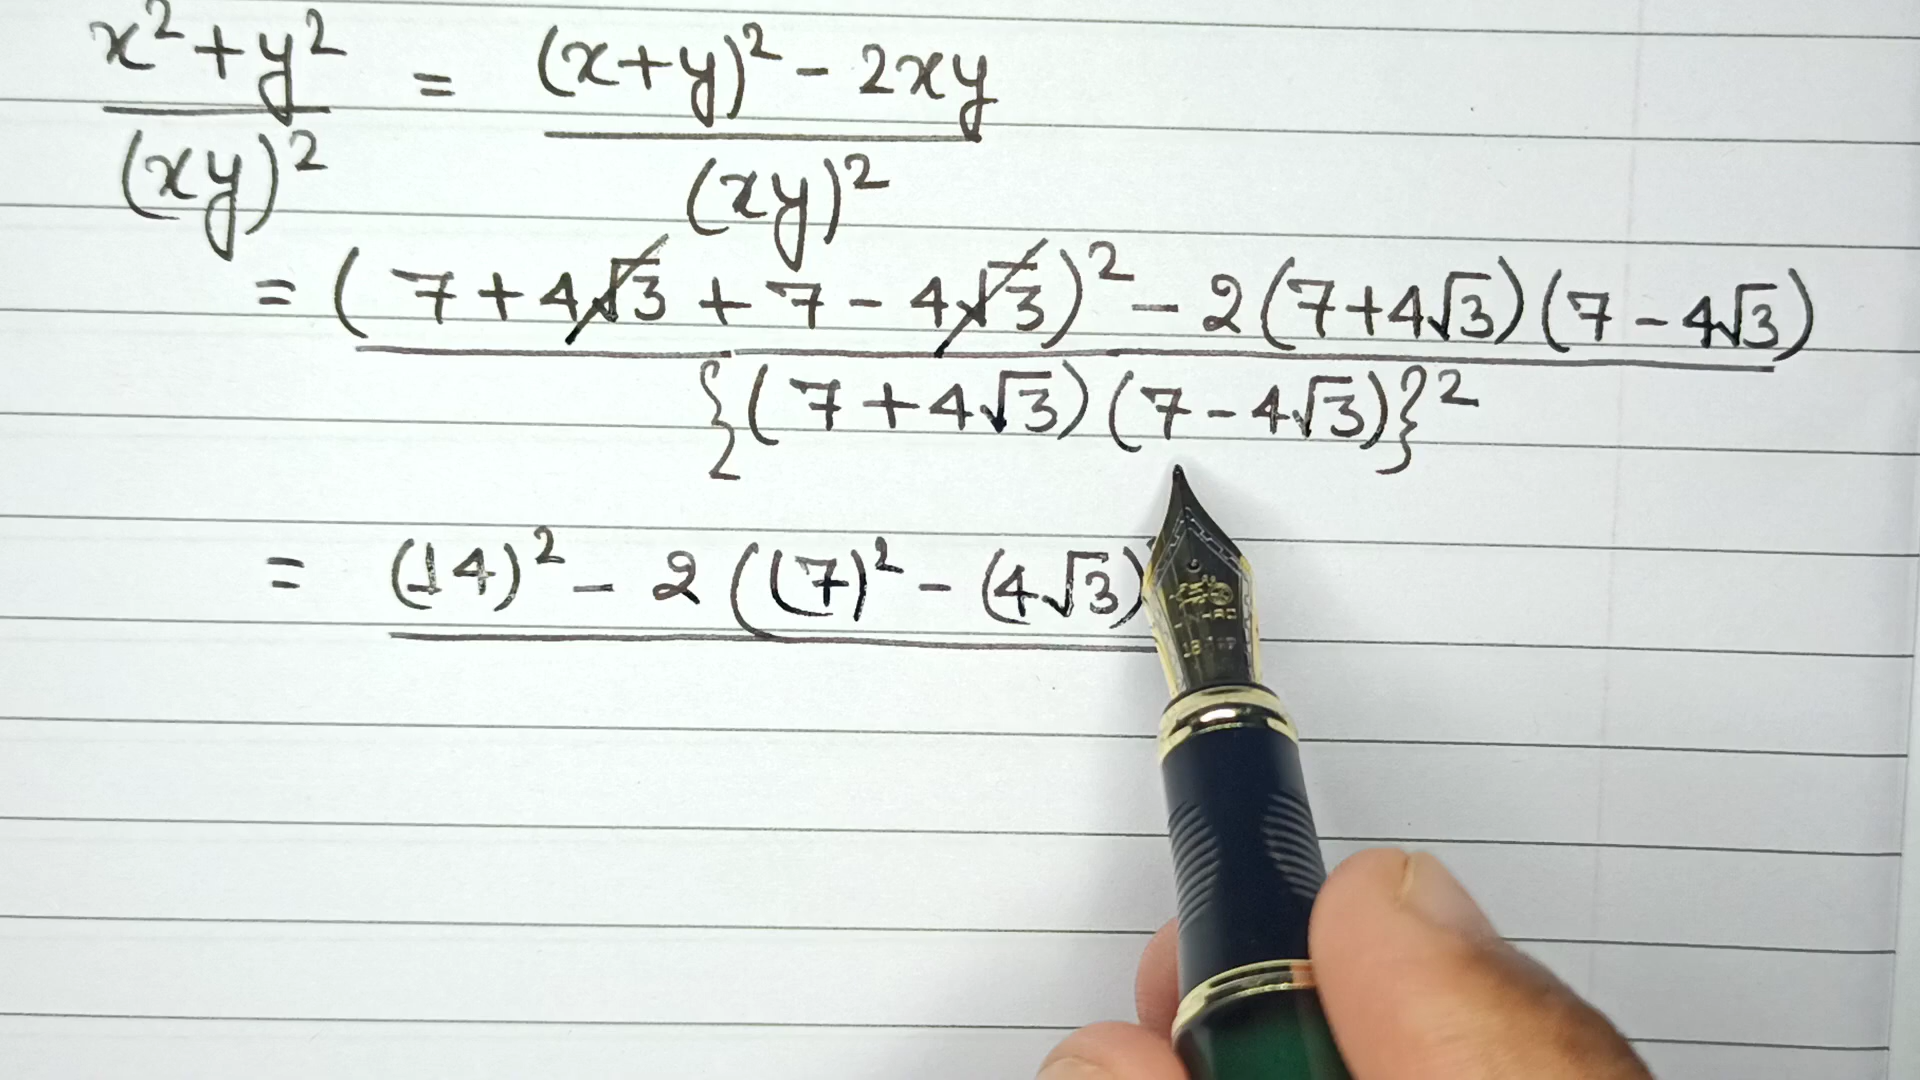 x² + y² / (xy)² = (x+y)² - 2xy / (xy)²
= (7 + 4√3 + 7 - 4√3)² - 2(7+4√3)(7-4√3) / {(7 + 4√3)(7 - 4√3)}²
= (14)² - 2((7)² - (4√3)